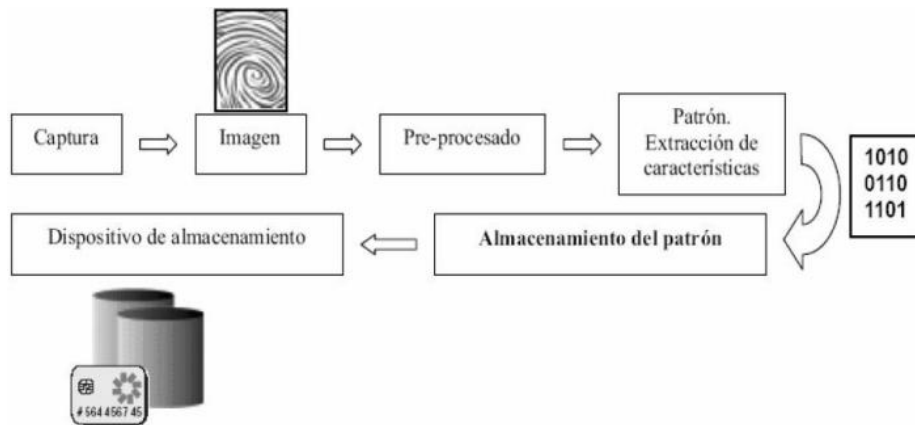 Captura
Imagen
Pre-procesado
Patrón.
Extracción de
características
1010
0110
1101
Almacenamiento del patrón
Dispositivo de almacenamiento
# 564 4567 45